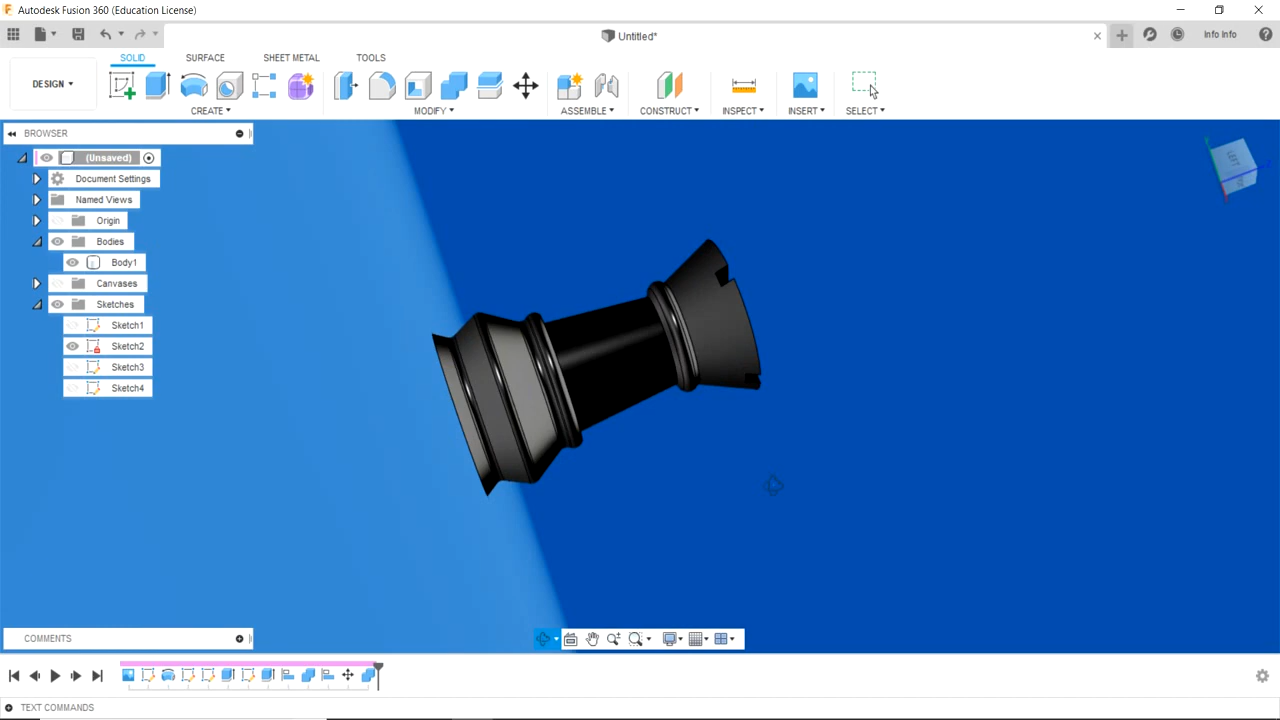 Autodesk Fusion 360 (Education License)
Untitled*
Info Info
DESIGN
SOLID
SURFACE
SHEET METAL
TOOLS
CREATE
MODIFY
ASSEMBLE
CONSTRUCT
INSPECT
INSERT
SELECT
BROWSER
(Unsaved)
Document Settings
Named Views
Origin
Bodies
Body1
Canvases
Sketches
Sketch1
Sketch2
Sketch3
Sketch4
COMMENTS
TEXT COMMANDS